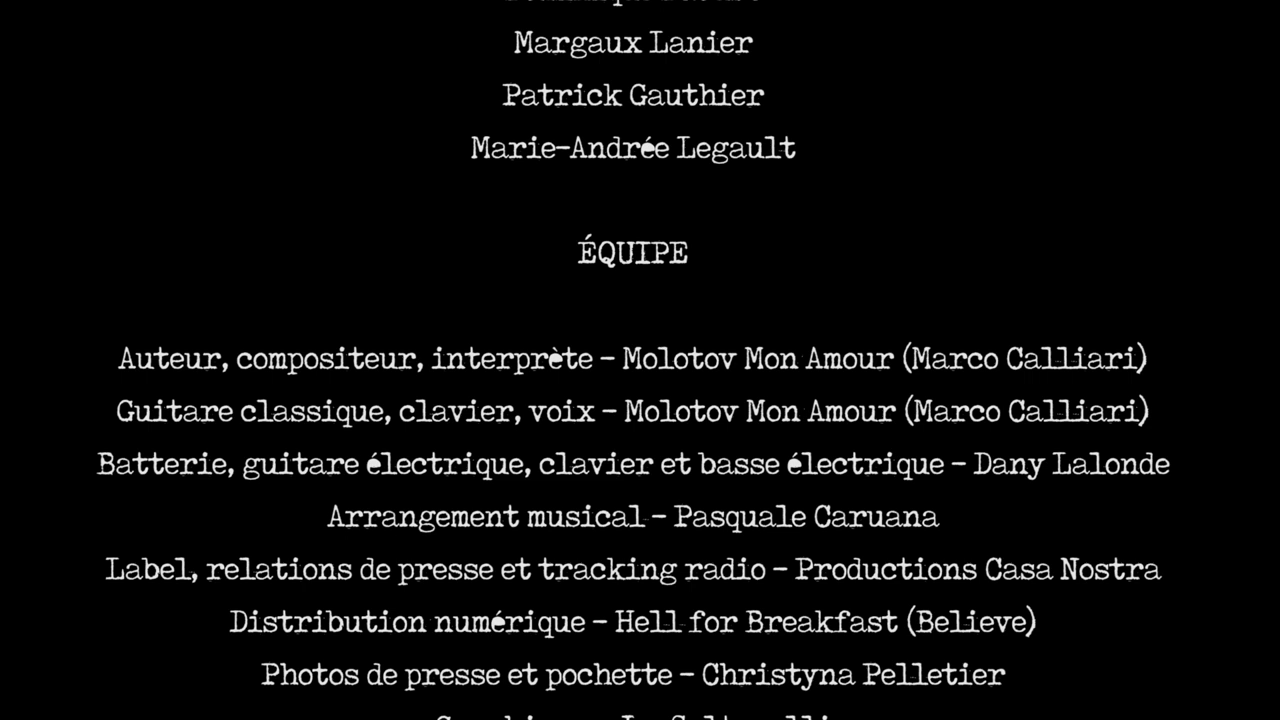 Margaux Lanier
Patrick Gauthier
Marie-Andrée Legault
ÉQUIPE
Auteur, compositeur, interprète - Molotov Mon Amour (Marco Calliari)
Guitare classique, clavier, voix - Molotov Mon Amour (Marco Calliari)
Batterie, guitare électrique, clavier et basse électrique - Dany Lalonde
Arrangement musical - Pasquale Caruana
Label, relations de presse et tracking radio - Productions Casa Nostra
Distribution numérique - Hell for Breakfast (Believe)
Photos de presse et pochette - Christyna Pelletier